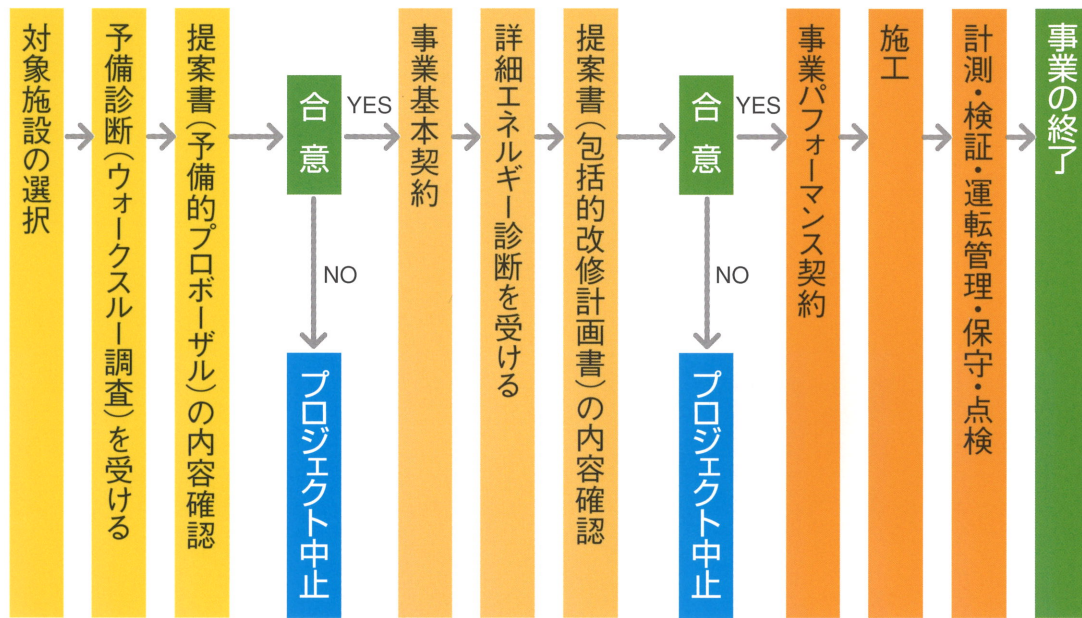 対象施設の選択
予備診断（ウォークスルー調査）を受ける
提案書（予備的プロポーザル）の内容確認
合意
YES
NO
プロジェクト中止
事業基本契約
詳細エネルギー診断を受ける
提案書（包括的改修計画書）の内容確認
合意
YES
NO
プロジェクト中止
事業パフォーマンス契約
施工
計測・検証・運転管理・保守・点検
事業の終了